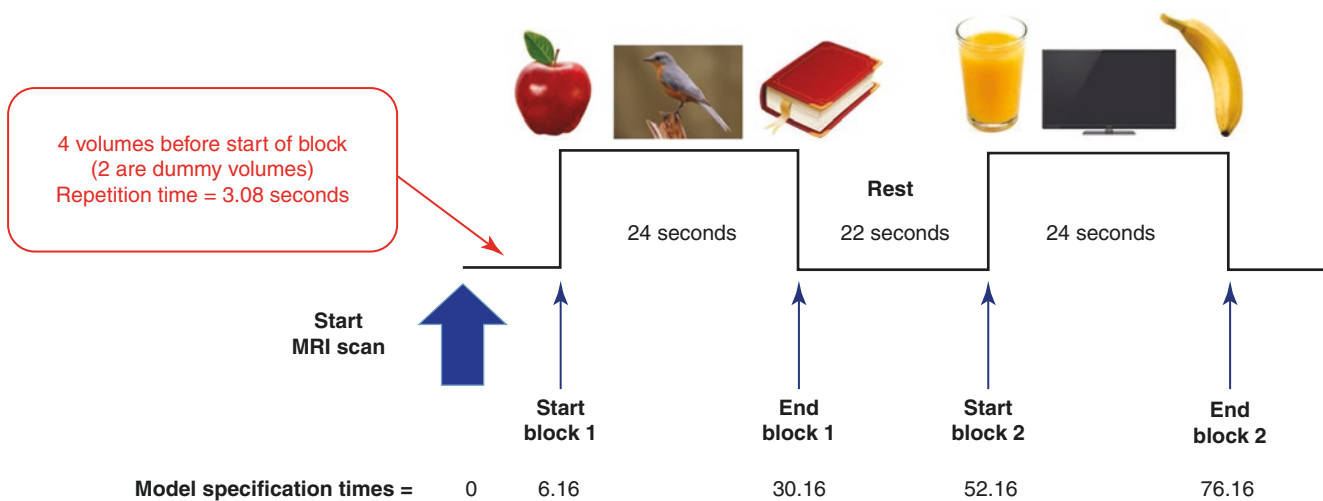 4 volumes before start of block
(2 are dummy volumes)
Repetition time = 3.08 seconds
Rest
24 seconds
22 seconds
24 seconds
Start
MRI scan
Start
block 1
End
block 1
Start
block 2
End
block 2
Model specification times = 0 6.16 30.16 52.16 76.16